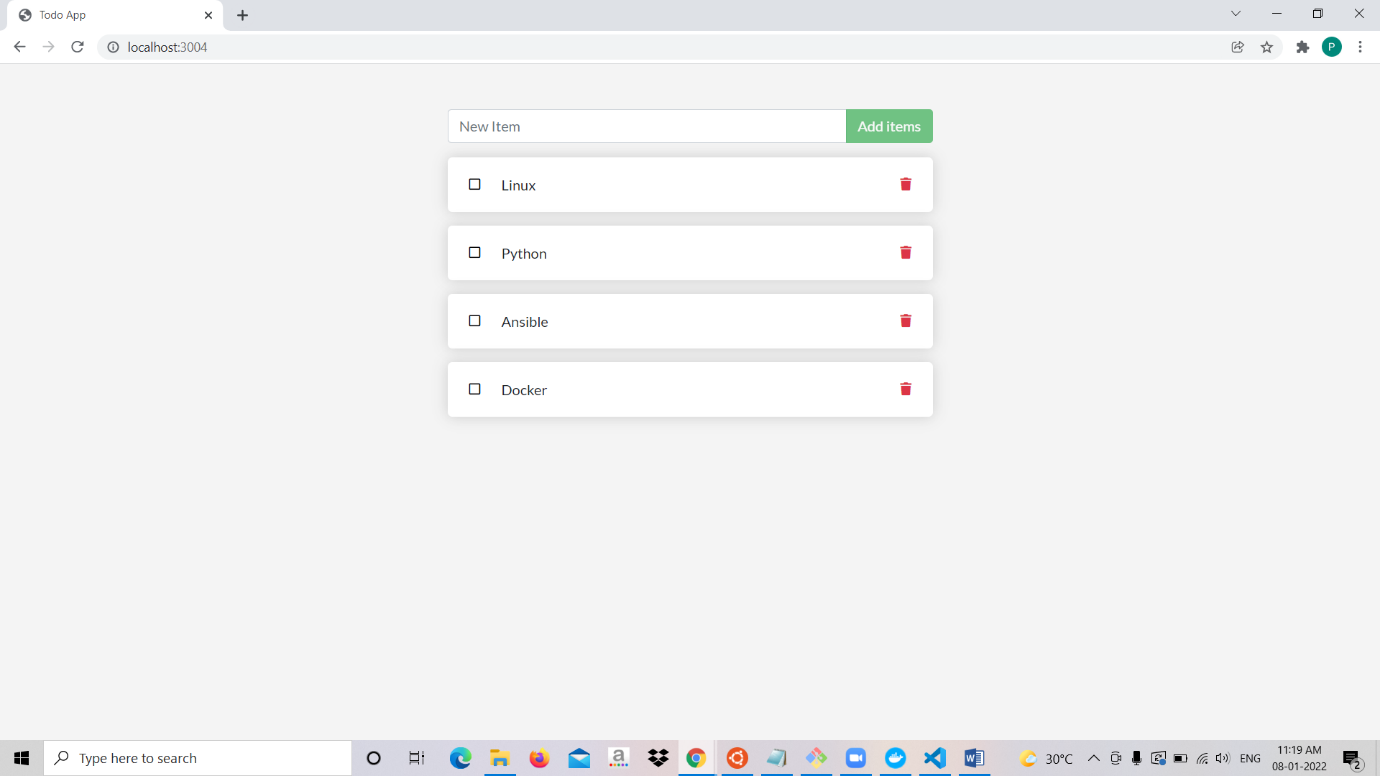 Todo App
localhost:3004
P
New Item
Add items
Linux
Python
Ansible
Docker
Type here to search
a
W
30°C
ENG
11:19 AM
08-01-2022
2